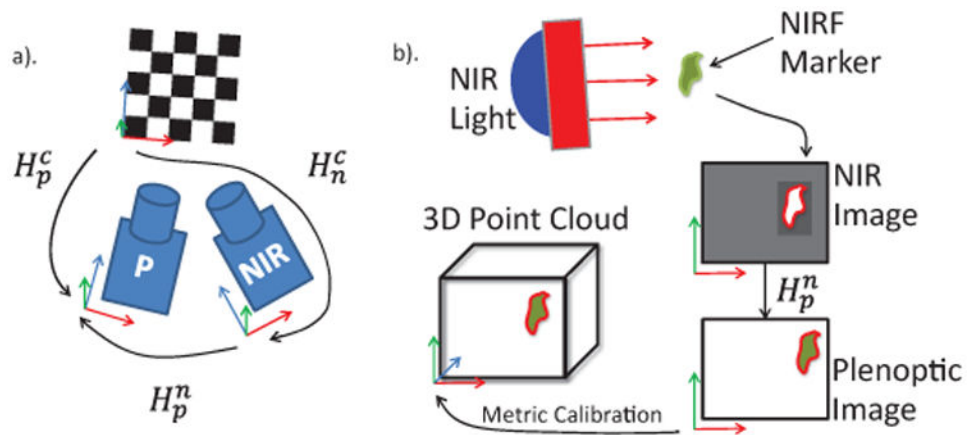 a).
H_p^c
H_n^c
P
NIR
H_p^n
b).
NIR
Light
NIRF
Marker
NIR
Image
3D Point Cloud
H_p^n
Plenoptic
Image
Metric Calibration